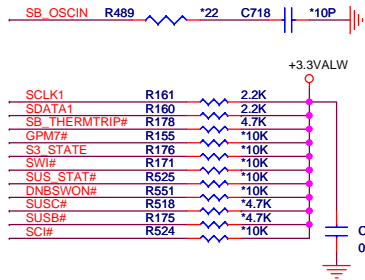 SB_OSCIN R489 *22 C718 *10P
+3.3VALW
SCLK1 R161 2.2K
SDATA1 R160 2.2K
SB_THERMTRIP# R178 4.7K
GPM7# R155 *10K
S3_STATE R176 *10K
SWI# R171 *10K
SUS_STAT# R525 *10K
DNBSWON# R551 *10K
SUSC# R518 *4.7K
SUSB# R175 *4.7K
SCI# R524 *10K
C
0